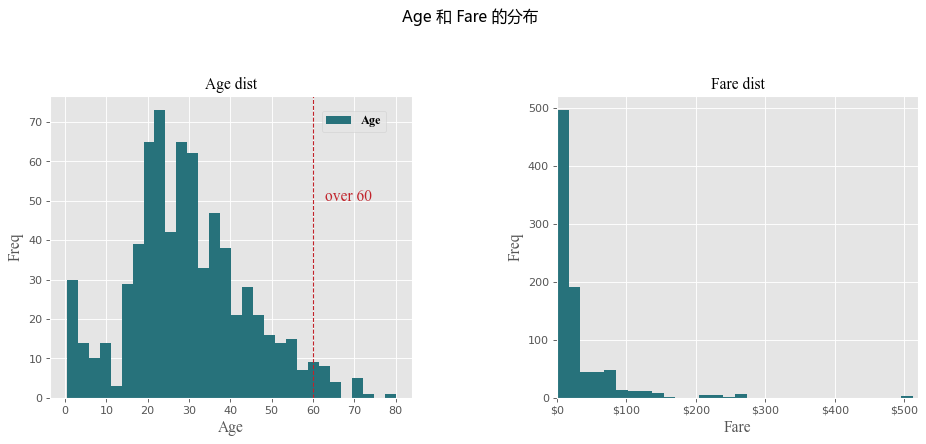 Age 和 Fare 的分布
Age dist
Freq
70
60
50
40
30
20
10
0
Age
over 60
0 10 20 30 40 50 60 70 80
Age
Fare dist
Freq
500
400
300
200
100
0
$0 $100 $200 $300 $400 $500
Fare